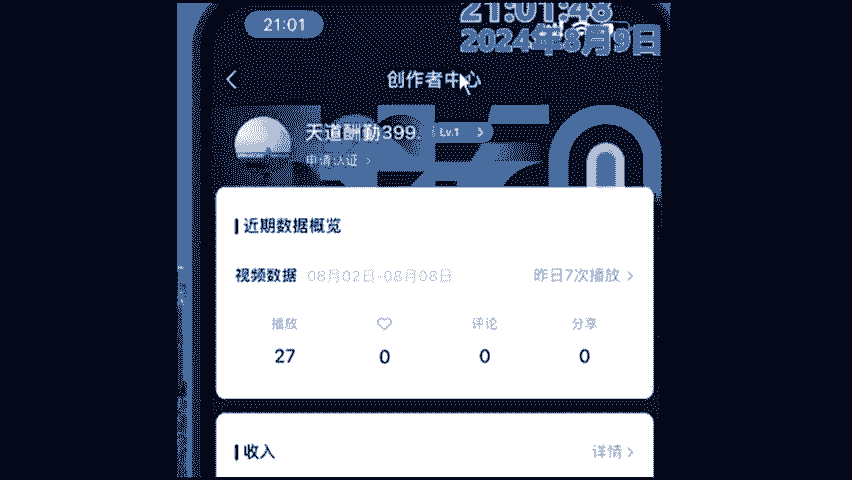 21:01:48
21:01
2024年8月9日
创作者中心
天道酬勤399.
Lv.1
申请认证
近期数据概览
视频数据 08月02日-08月08日 昨日7次播放
播放 评论 分享
27 0 0 0
收入 详情